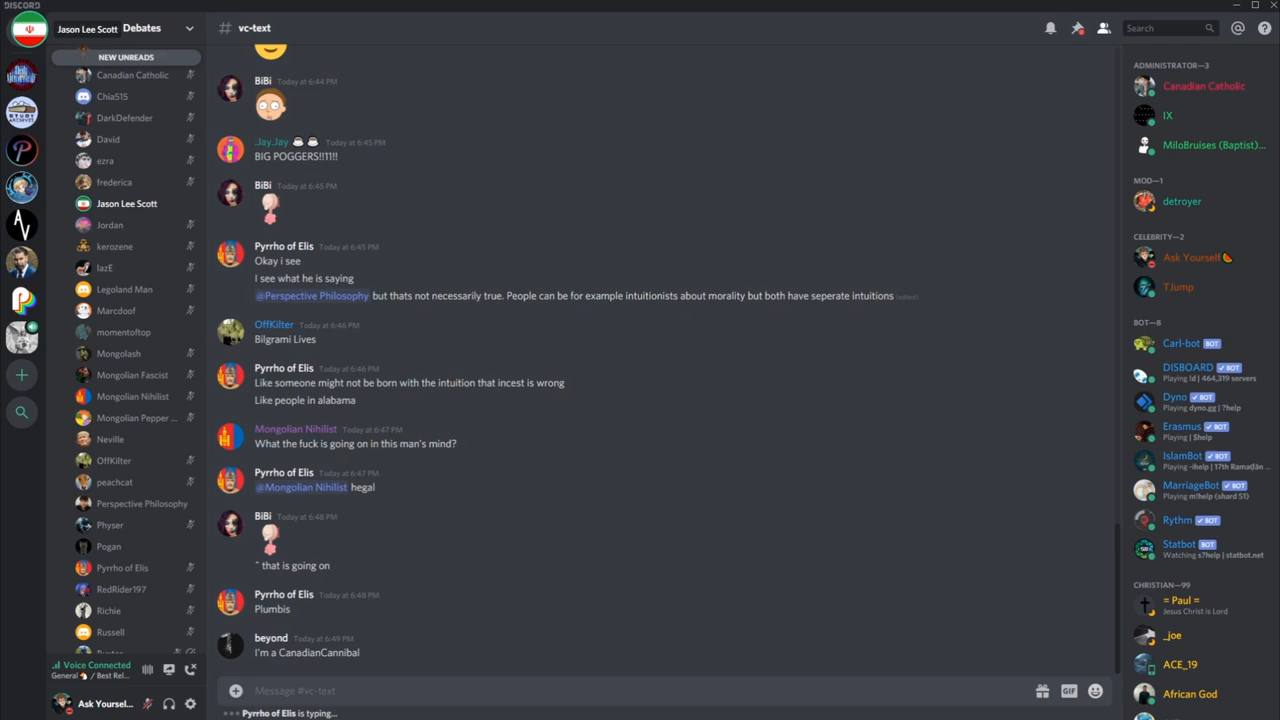 DISCORD
Jason Lee Scott
Debates
# vc-text
Search
NEW UNREADS
Canadian Catholic
Chia515
DarkDefender
David
ezra
frederica
Jason Lee Scott
Jordan
kerozene
lazE
Legoland Man
Marcdoof
momentoftop
Mongolash
Mongolian Fascist
Mongolian Nihilist
Mongolian Pepper ...
Neville
OffKilter
peachcat
Perspective Philosophy
Physer
Pogan
Pyrrho of Elis
RedRider197
Richie
Russell
Voice Connected
General 🐴 / Best Rel...
Ask Yoursel...
BiBi Today at 6:44 PM
.Jay.Jay Today at 6:45 PM
BIG POGGERS!!11!!
BiBi Today at 6:45 PM
Pyrrho of Elis Today at 6:45 PM
Okay i see
I see what he is saying
@Perspective Philosophy but thats not necessarily true. People can be for example intuitionists about morality but both have seperate intuitions (edited)
OffKilter Today at 6:46 PM
Bilgrami Lives
Pyrrho of Elis Today at 6:46 PM
Like someone might not be born with the intuition that incest is wrong
Like people in alabama
Mongolian Nihilist Today at 6:47 PM
What the fuck is going on in this man's mind?
Pyrrho of Elis Today at 6:47 PM
@Mongolian Nihilist hegal
BiBi Today at 6:48 PM
^ that is going on
Pyrrho of Elis Today at 6:48 PM
Plumbis
beyond Today at 6:49 PM
I'm a CanadianCannibal
Message #vc-text
GIF
Pyrrho of Elis is typing...
ADMINISTRATOR—3
Canadian Catholic
IX
MiloBruises (Baptist)...
MOD—1
detroyer
CELEBRITY—2
Ask Yourself🍉
TJump
BOT—8
Carl-bot BOT
DISBOARD ✓ BOT
Playing !d | 464,319 servers
Dyno ✓ BOT
Playing dyno.gg | ?help
Erasmus ✓ BOT
Playing | $help
IslamBot ✓ BOT
Playing -ihelp | 17th Ramaḍān ...
MarriageBot ✓ BOT
Playing m!help (shard 51)
Rythm ✓ BOT
Statbot ✓ BOT
Watching s?help | statbot.net
CHRISTIAN—99
= Paul =
Jesus Christ is Lord
_joe
ACE_19
African God